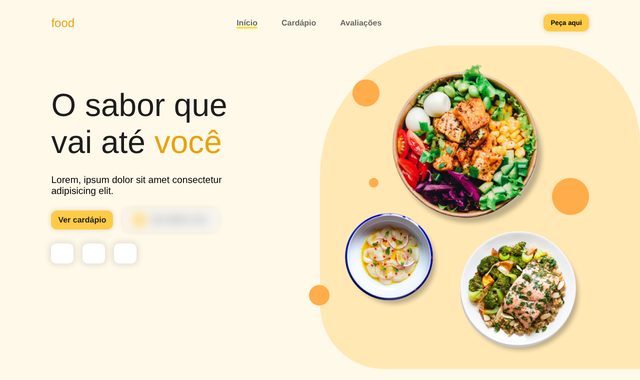 food
Início
Cardápio
Avaliações
Peça aqui
O sabor que
vai até você
Lorem, ipsum dolor sit amet consectetur
adipisicing elit.
Ver cardápio